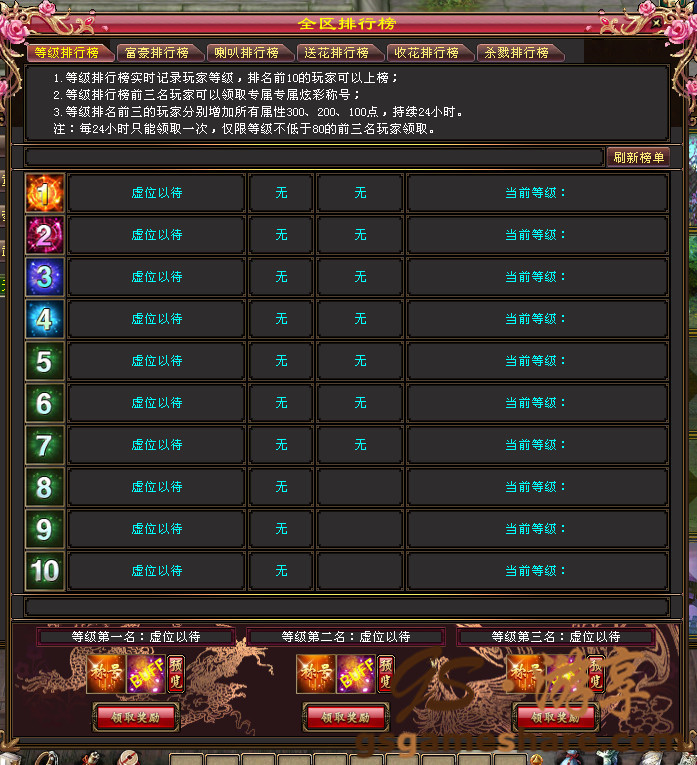 全区排行榜
等级排行榜 富豪排行榜 喇叭排行榜 送花排行榜 收花排行榜 杀戮排行榜
1.等级排行榜实时记录玩家等级，排名前10的玩家可以上榜；
2.等级排行榜前三名玩家可以领取专属专属炫彩称号；
3.等级排名前三的玩家分别增加所有属性300、200、100点，持续24小时。
注：每24小时只能领取一次，仅限等级不低于80的前三名玩家领取。
刷新榜单
1 虚位以待 无 无 当前等级：
2 虚位以待 无 无 当前等级：
3 虚位以待 无 无 当前等级：
4 虚位以待 无 无 当前等级：
5 虚位以待 无 无 当前等级：
6 虚位以待 无 无 当前等级：
7 虚位以待 无 无 当前等级：
8 虚位以待 无 当前等级：
9 虚位以待 无 当前等级：
10 虚位以待 无 当前等级：
等级第一名：虚位以待 等级第二名：虚位以待 等级第三名：虚位以待
称号 BUFF 预览 称号 BUFF 预览 称号 预览
领取奖励 领取奖励 领取奖励
GS·游享
gsgameshare.com